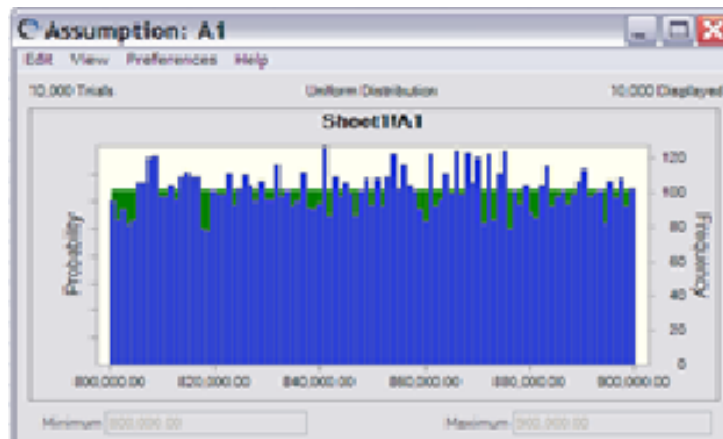 Assumption: A1
Edit View Preferences Help
10,000 Trials Uniform Distribution 10,000 Displayed
Sheet1!A1
Probability
Frequency
120
100
80
60
40
20
0
800,000.00 820,000.00 840,000.00 860,000.00 880,000.00 900,000.00
Minimum 800,000.00 Maximum 900,000.00